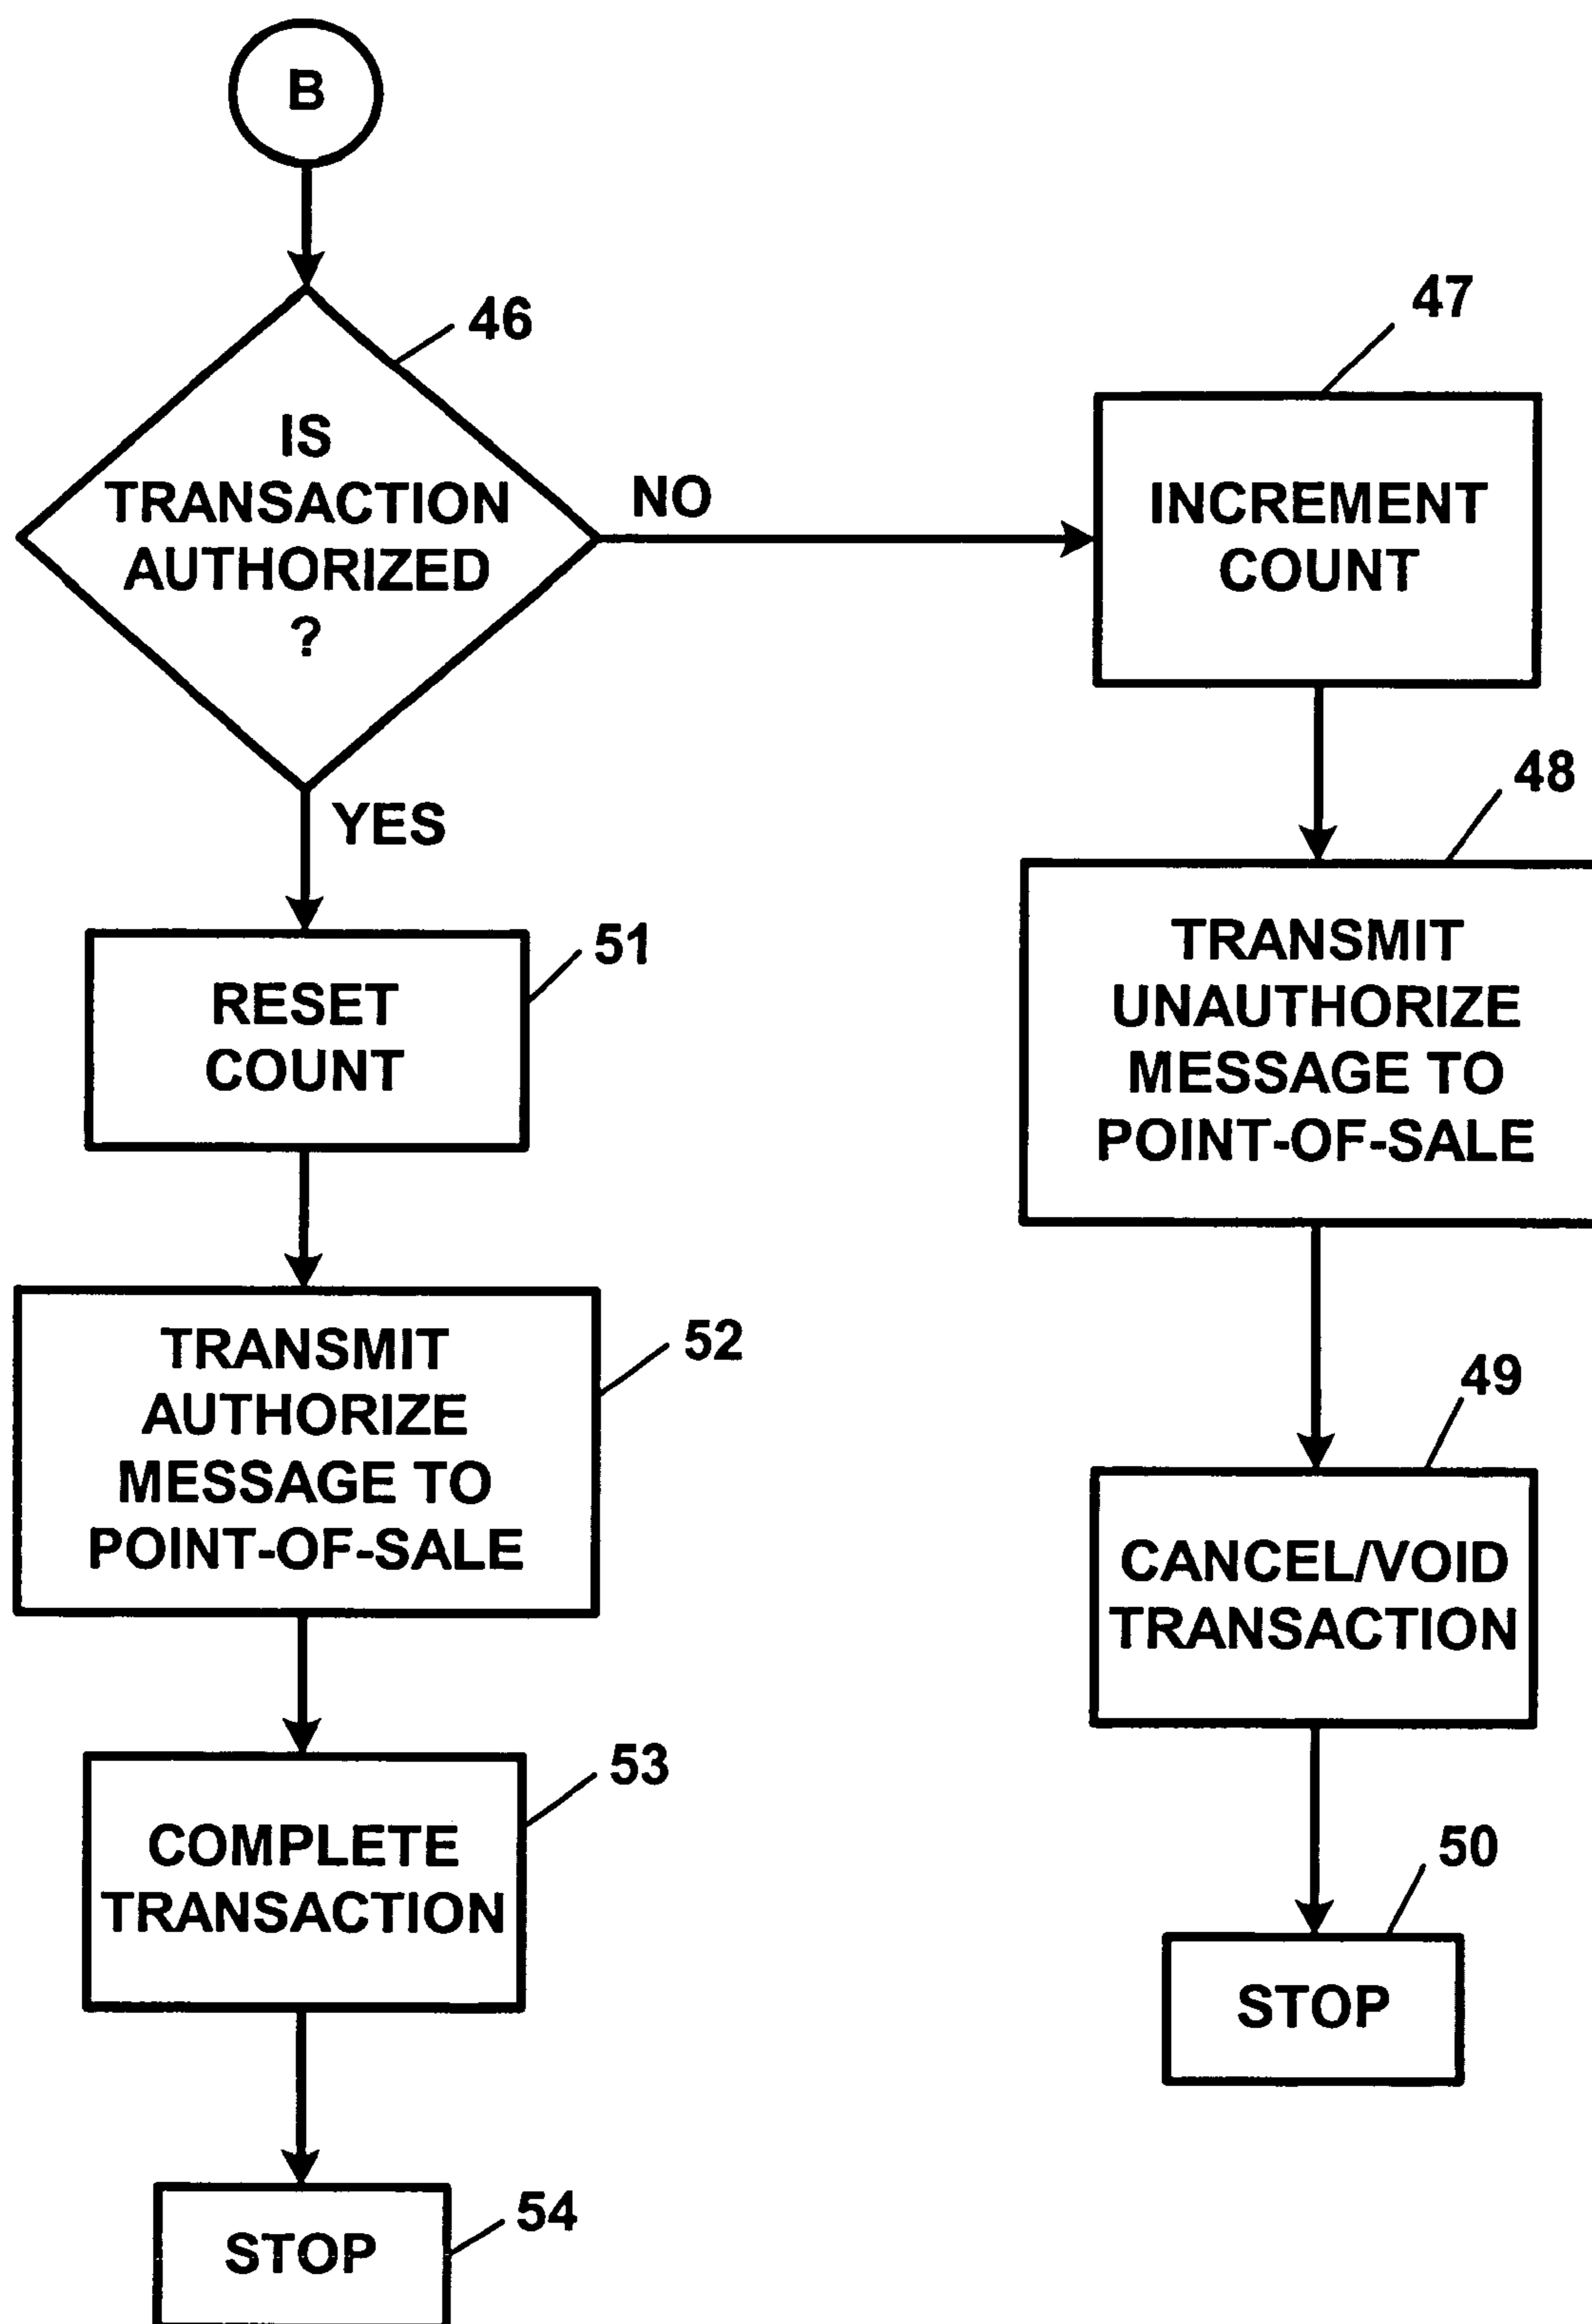 B
46
IS
TRANSACTION
AUTHORIZED
?
NO
YES
47
INCREMENT
COUNT
48
TRANSMIT
UNAUTHORIZE
MESSAGE TO
POINT-OF-SALE
49
CANCEL/VOID
TRANSACTION
50
STOP
51
RESET
COUNT
52
TRANSMIT
AUTHORIZE
MESSAGE TO
POINT-OF-SALE
53
COMPLETE
TRANSACTION
54
STOP